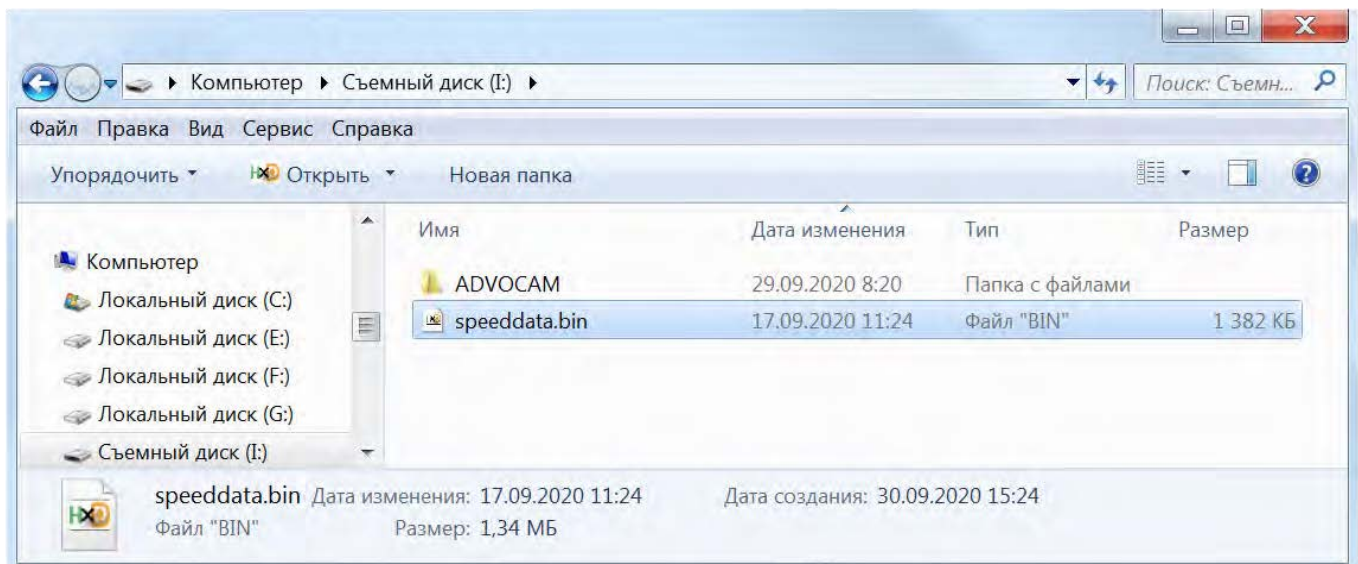 Компьютер Съемный диск (I:) Поиск: Съемн...
Файл Правка Вид Сервис Справка
Упорядочить Открыть Новая папка
Имя Дата изменения Тип Размер
Компьютер
Локальный диск (C:)
Локальный диск (E:)
Локальный диск (F:)
Локальный диск (G:)
Съемный диск (I:)
ADVOCAM 29.09.2020 8:20 Папка с файлами
speeddata.bin 17.09.2020 11:24 Файл "BIN" 1 382 КБ
speeddata.bin Дата изменения: 17.09.2020 11:24 Дата создания: 30.09.2020 15:24
Файл "BIN" Размер: 1,34 МБ